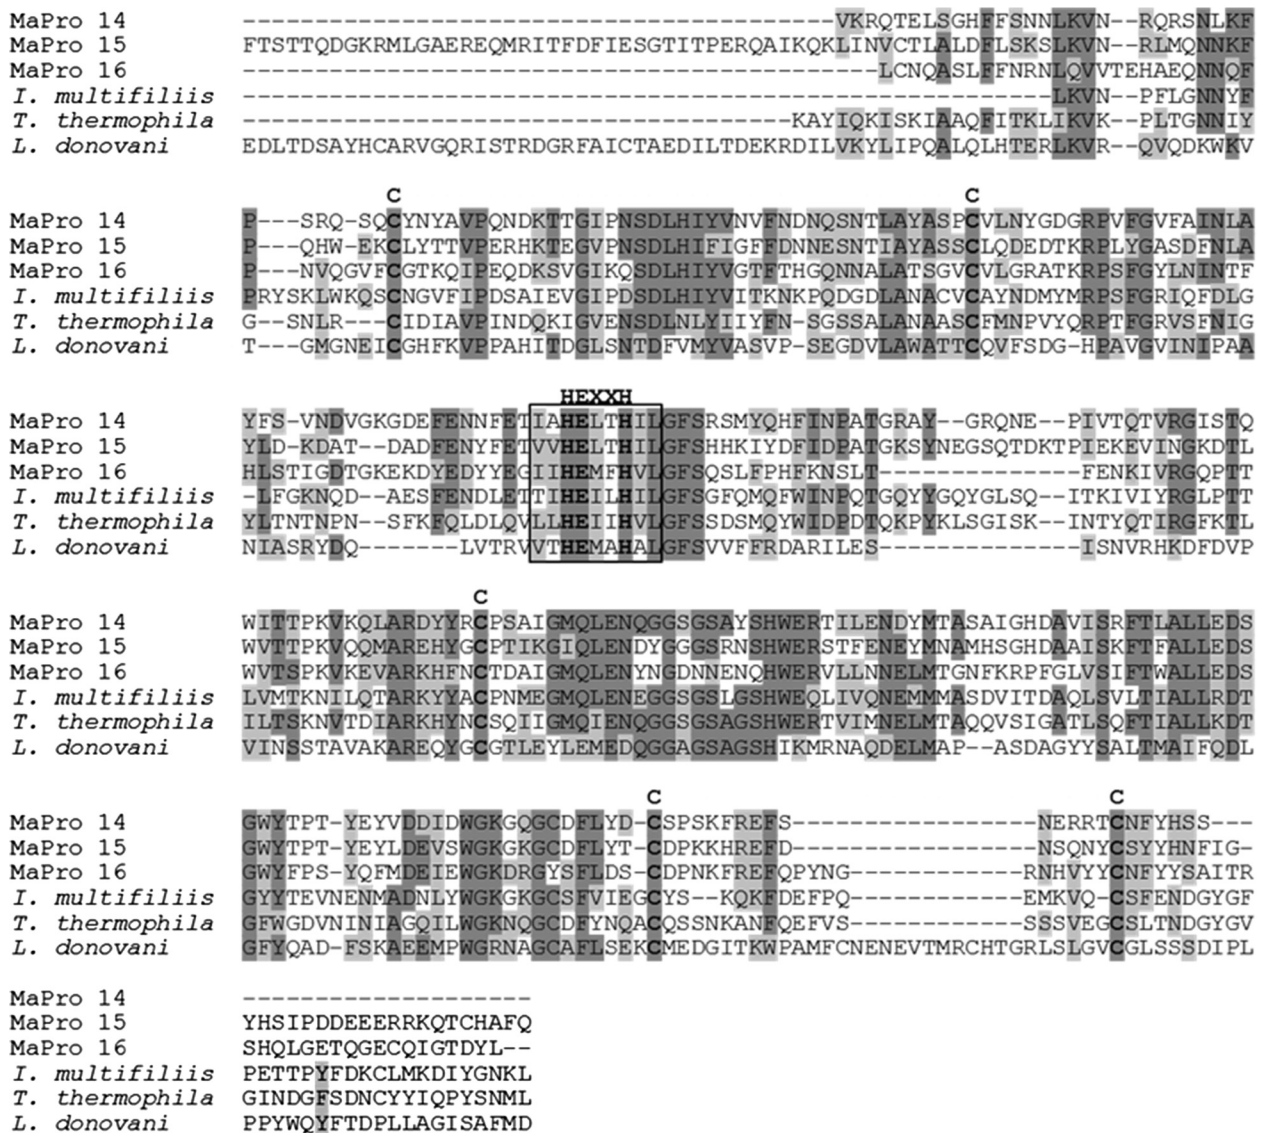 MaPro 14 -----------------------------------------VKRQTELSGHFFSNNLKVN--RQRSNLKF
MaPro 15 FTSTTQDGKRMLGAEREQMRITFDFIESGTITPERQAIKQKLINVCTLALDFLSKSLKVN--RLMQNNKF
MaPro 16 --------------------------------------------LCNQASLFFNRNLQVVTEHAEQNNQF
I. multifiliis --------------------------------------------------------LKVN--PFLGNNYF
T. thermophila --------------------------------------KAYIQKISKIAAQFITKLIKVK--PLTGNNIY
L. donovani EDLTDSAYHCARVGQRISTRDGRFAICTAEDILTDEKRDILVKYLIPQALQLHTERLKVR--QVQDKWKV
C C
MaPro 14 P---SRQ-SQCYNYAVPQNDKTTGIPNSDLHIYVNVFNDNQSNTLAYASPCVLNYGDGRPVFGVFAINLA
MaPro 15 P---QHW-EKCLYTTVPERHKTEGVPNSDLHIFIGFFDNNESNTIAYASSCLQDEDTKRPLYGASDFNLA
MaPro 16 P---NVQGVFCGTKQIPEQDKSVGIKQSDLHIYVGTFTHGQNNALATSGVCVLGRATKRPSFGYLNINTF
I. multifiliis PRYSKLWKQSCNGVFIPDSAIEVGIPDSDLHIYVITKNKPQDGDLANACVCAYNDMYMRPSFGRIQFDLG
T. thermophila G--SNLR---CIDIAVPINDQKIGVENSDLNLYIIYFN-SGSSALANAASCFMNPVYQRPTFGRVSFNIG
L. donovani T---GMGNEICGHFKVPPAHITDGLSNTDFVMYVASVP-SEGDVLAWATTCQVFSDG-HPAVGVINIPAA
HEXXH
MaPro 14 YFS-VNDVGKGDEFENNFETIAHELTHILGFSRSMYQHFINPATGRAY--GRQNE--PIVTQTVRGISTQ
MaPro 15 YLD-KDAT--DADFENYFETVVHELTHILGFSHHKIYDFIDPATGKSYNEGSQTDKTPIEKEVINGKDTL
MaPro 16 HLSTIGDTGKEKDYEDYYEGIIHEMFHVLGFSQSLFPHFKNSLT--------------FENKIVRGQPTT
I. multifiliis -LFGKNQD--AESFENDLETTIHEILHILGFSGFQMQFWINPQTGQYYGQYGLSQ--ITKIVIYRGLPTT
T. thermophila YLTNTNPN--SFKFQLDLQVLLHEIIHVLGFSSDSMQYWIDPDTQKPYKLSGISK--INTYQTIRGFKTL
L. donovani NIASRYDQ-------LVTRVVTHEMAHALGFSVVFFRDARILES--------------ISNVRHKDFDVP
C
MaPro 14 WITTPKVKQLARDYYRCPSAIGMQLENQGGSGSAYSHWERTILENDYMTASAIGHDAVISRFTLALLEDS
MaPro 15 WVTTPKVQQMAREHYGCPTIKGIQLENDYGGGSRNSHWERSTFENEYMNAMHSGHDAAISKFTFALLEDS
MaPro 16 WVTSPKVKEVARKHFNCTDAIGMQLENYNGDNNENQHWERVLLNNELMTGNFKRPFGLVSIFTWALLEDS
I. multifiliis LVMTKNILQTARKYYACPNMEGMQLENEGGSGSLGSHWEQLIVQNEMMMASDVITDAQLSVLTIALLRDT
T. thermophila ILTSKNVTDIARKHYNCSQIIGMQIENQGGSGSAGSHWERTVIMNELMTAQQVSIGATLSQFTIALLKDT
L. donovani VINSSTAVAKAREQYGCGTLEYLEMEDQGGAGSAGSHIKMRNAQDELMAP--ASDAGYYSALTMAIFQDL
C C
MaPro 14 GWYTPT-YEYVDDIDWGKGQGCDFLYD-CSPSKFREFS-----------------NERRTCNFYHSS---
MaPro 15 GWYTPT-YEYLDEVSWGKGKGCDFLYT-CDPKKHREFD-----------------NSQNYCSYYHNFIG-
MaPro 16 GWYFPS-YQFMDEIEWGKDRGYSFLDS-CDPNKFREFQPYNG------------RNHVYYCNFYYSAITR
I. multifiliis GYYTEVNENMADNLYWGKGKGCSFVIEGCYS--KQKFDEFPQ------------EMKVQ-CSFENDGYGF
T. thermophila GFWGDVNINIAGQILWGKNQGCDFYNQACQSSNKANFQEFVS------------SSSVEGCSLTNDGYGV
L. donovani GFYQAD-FSKAEEMPWGRNAGCAFLSEKCMEDGITKWPAMFCNENEVTMRCHTGRLSLGVCGLSSSDIPL
MaPro 14 --------------------
MaPro 15 YHSIPDDEEERRKQTCHAFQ
MaPro 16 SHQLGETQGECQIGTDYL--
I. multifiliis PETTPYFDKCLMKDIYGNKL
T. thermophila GINDGFSDNCYYIQPYSNML
L. donovani PPYWQYFTDPLLAGISAFMD